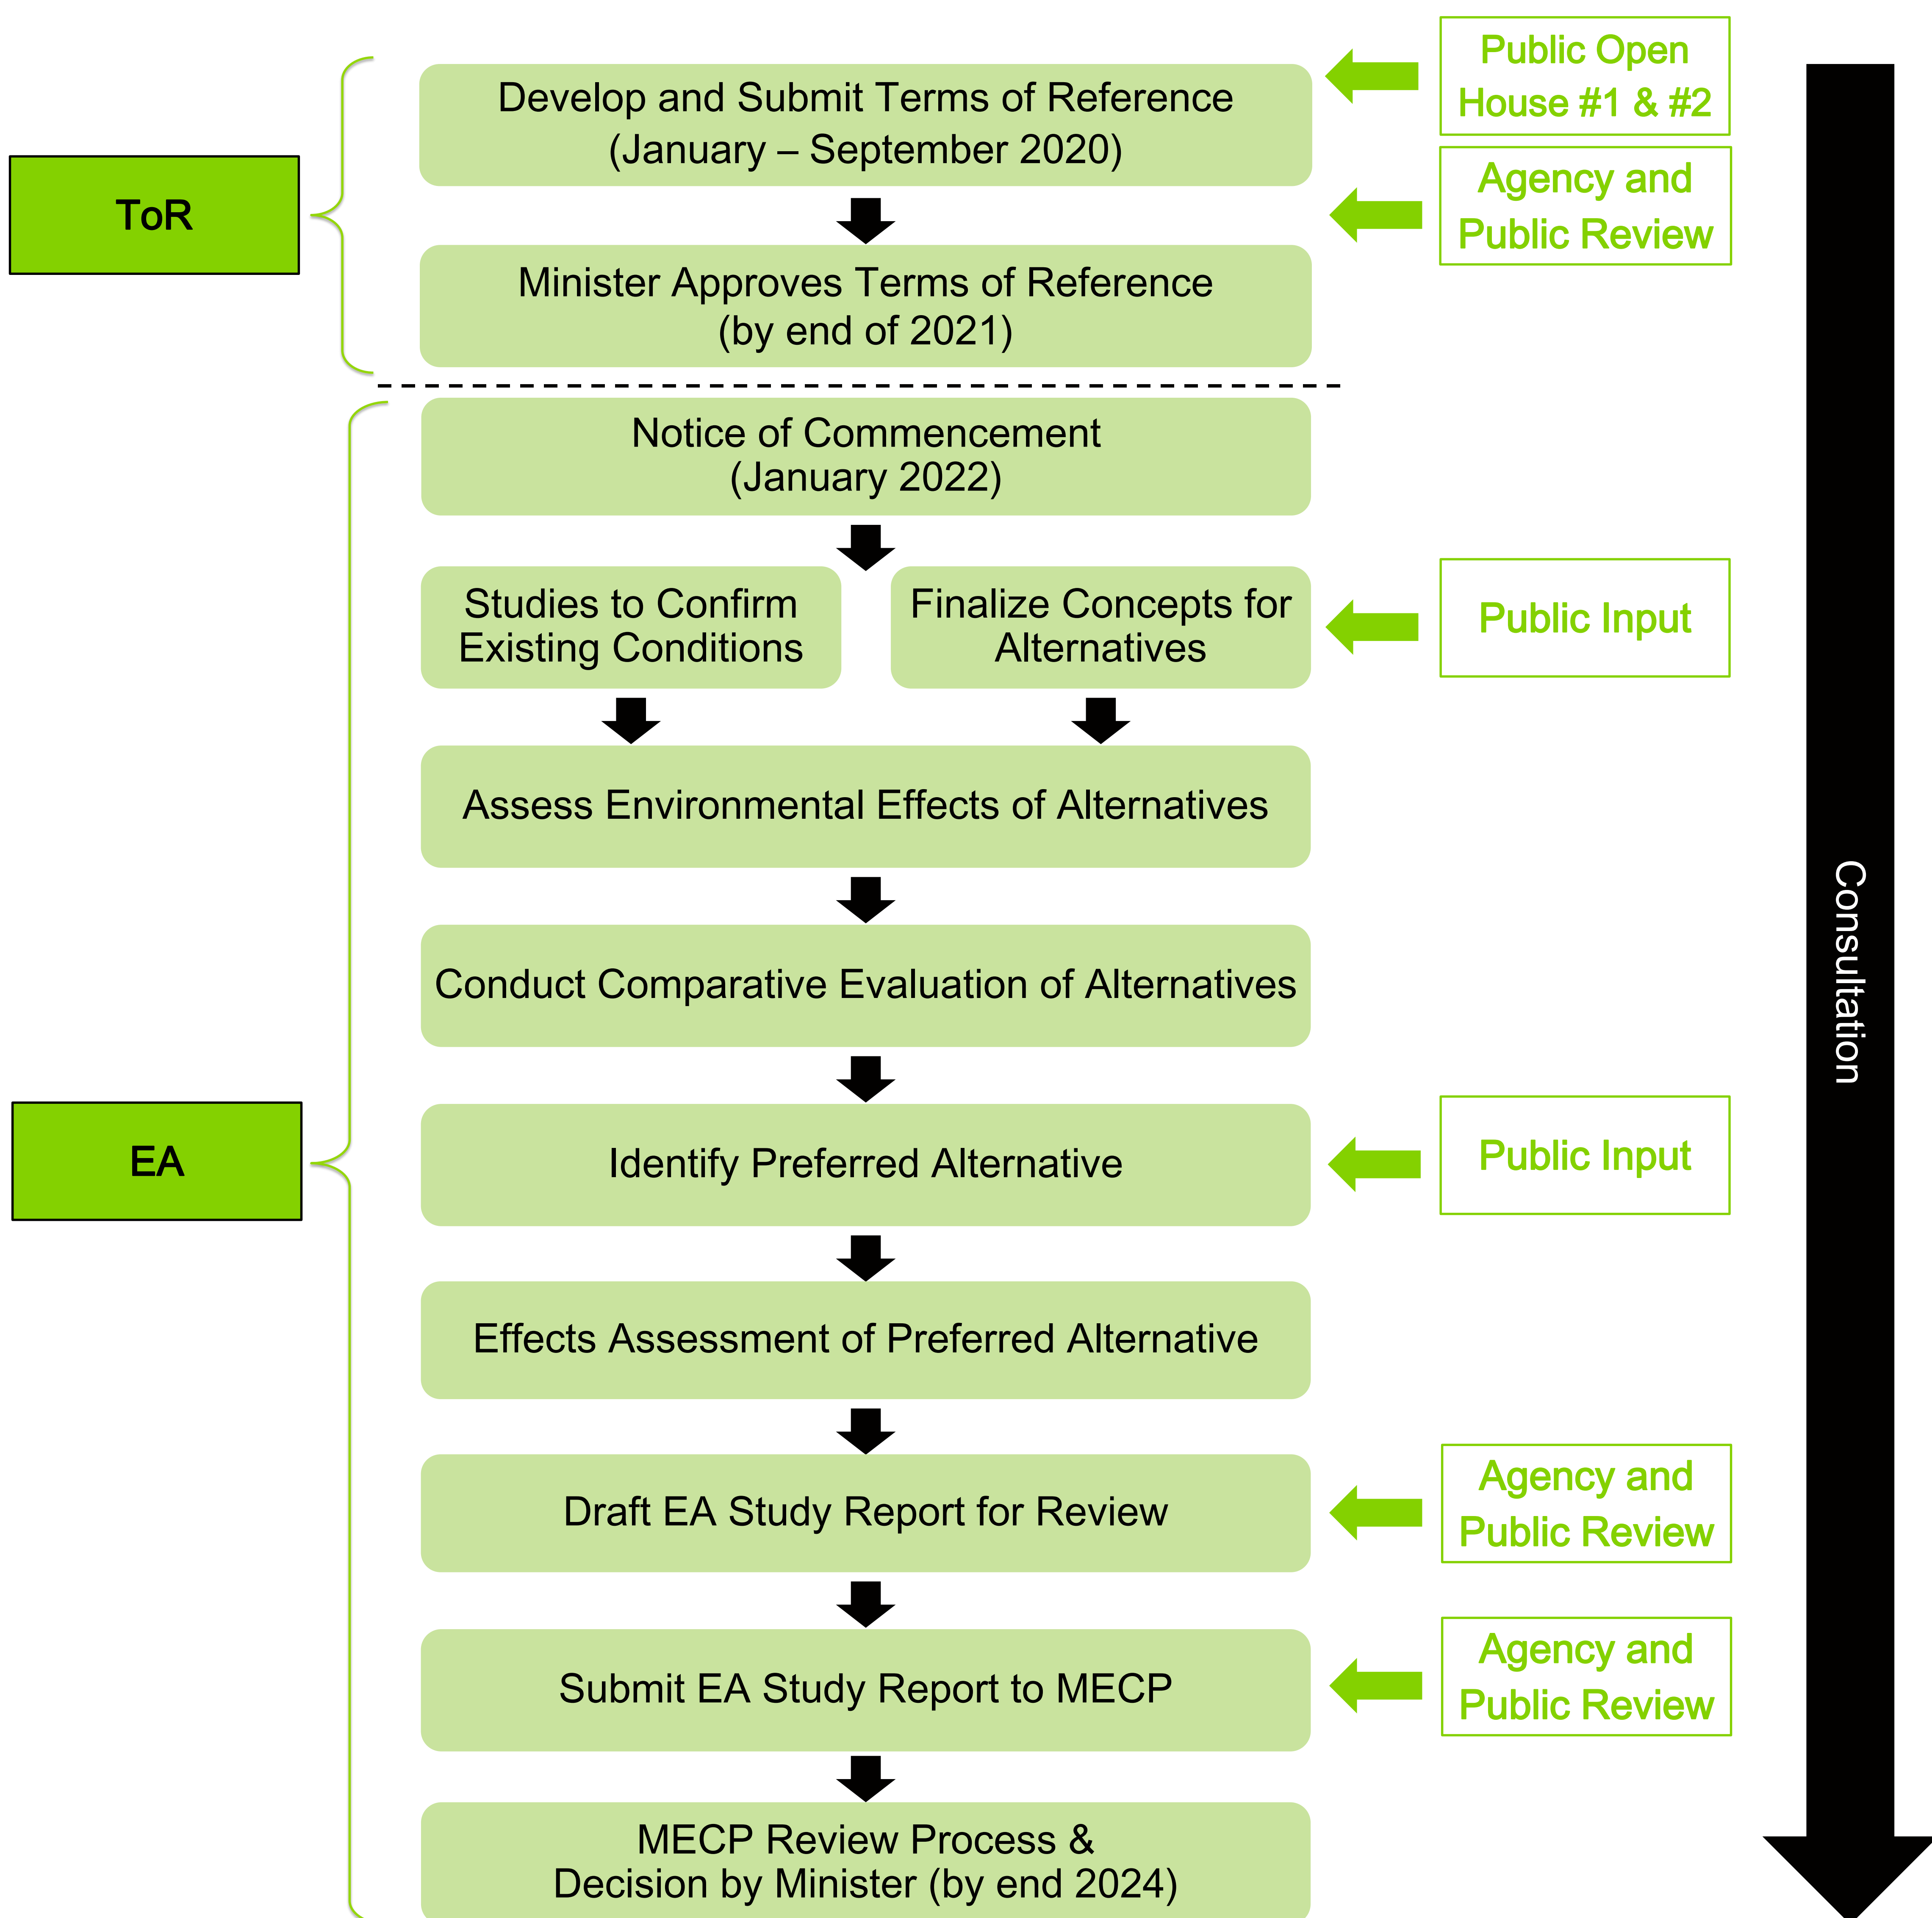 Public Open
House #1 & #2
Develop and Submit Terms of Reference
(January – September 2020)
Agency and
Public Review
ToR
Minister Approves Terms of Reference
(by end of 2021)
Notice of Commencement
(January 2022)
Studies to Confirm
Existing Conditions
Finalize Concepts for
Alternatives
Public Input
Assess Environmental Effects of Alternatives
Conduct Comparative Evaluation of Alternatives
Consultation
EA
Identify Preferred Alternative
Public Input
Effects Assessment of Preferred Alternative
Draft EA Study Report for Review
Agency and
Public Review
Submit EA Study Report to MECP
Agency and
Public Review
MECP Review Process &
Decision by Minister (by end 2024)